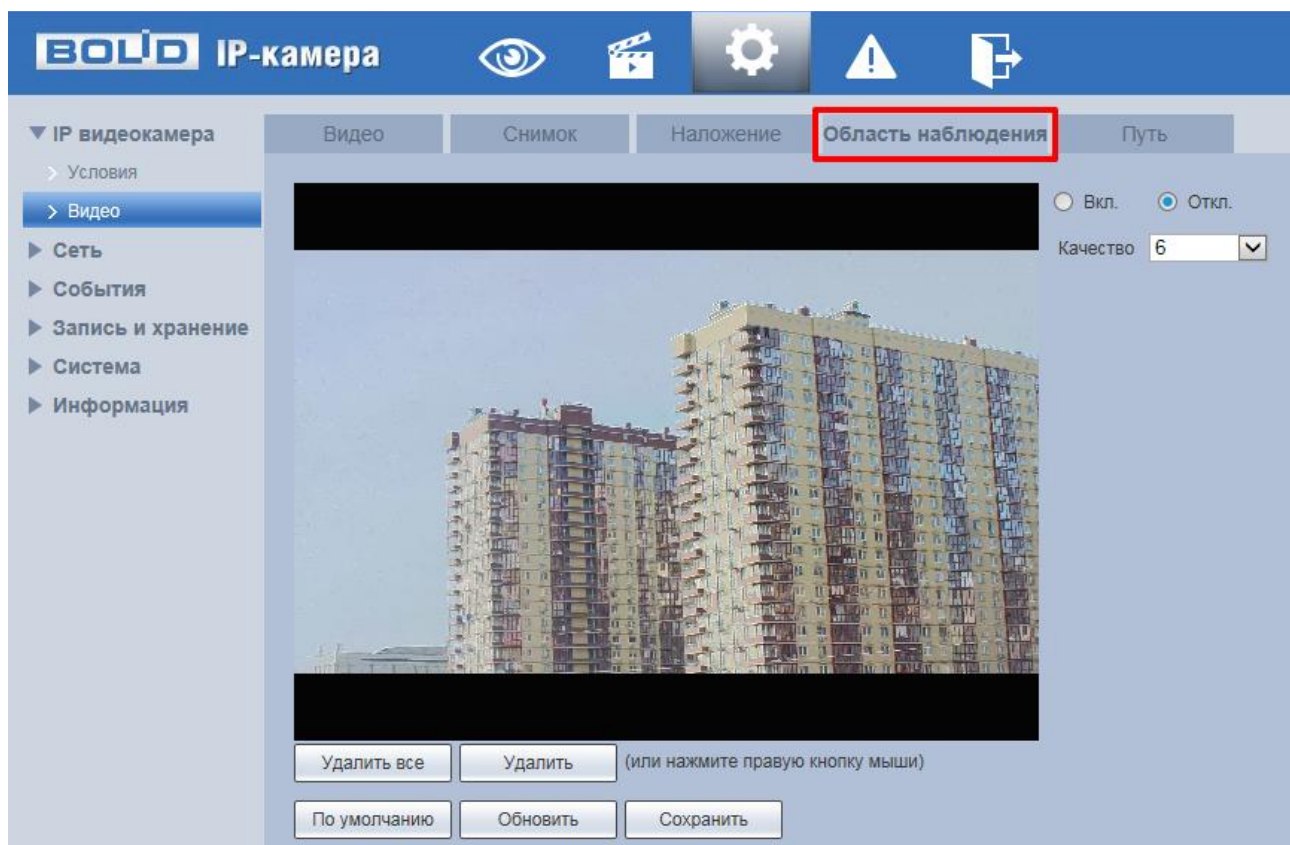 BOLID IP-камера
IP видеокамера
Условия
Видео
Сеть
События
Запись и хранение
Система
Информация
Видео Снимок Наложение Область наблюдения Путь
Вкл. Откл.
Качество 6
Удалить все Удалить (или нажмите правую кнопку мыши)
По умолчанию Обновить Сохранить